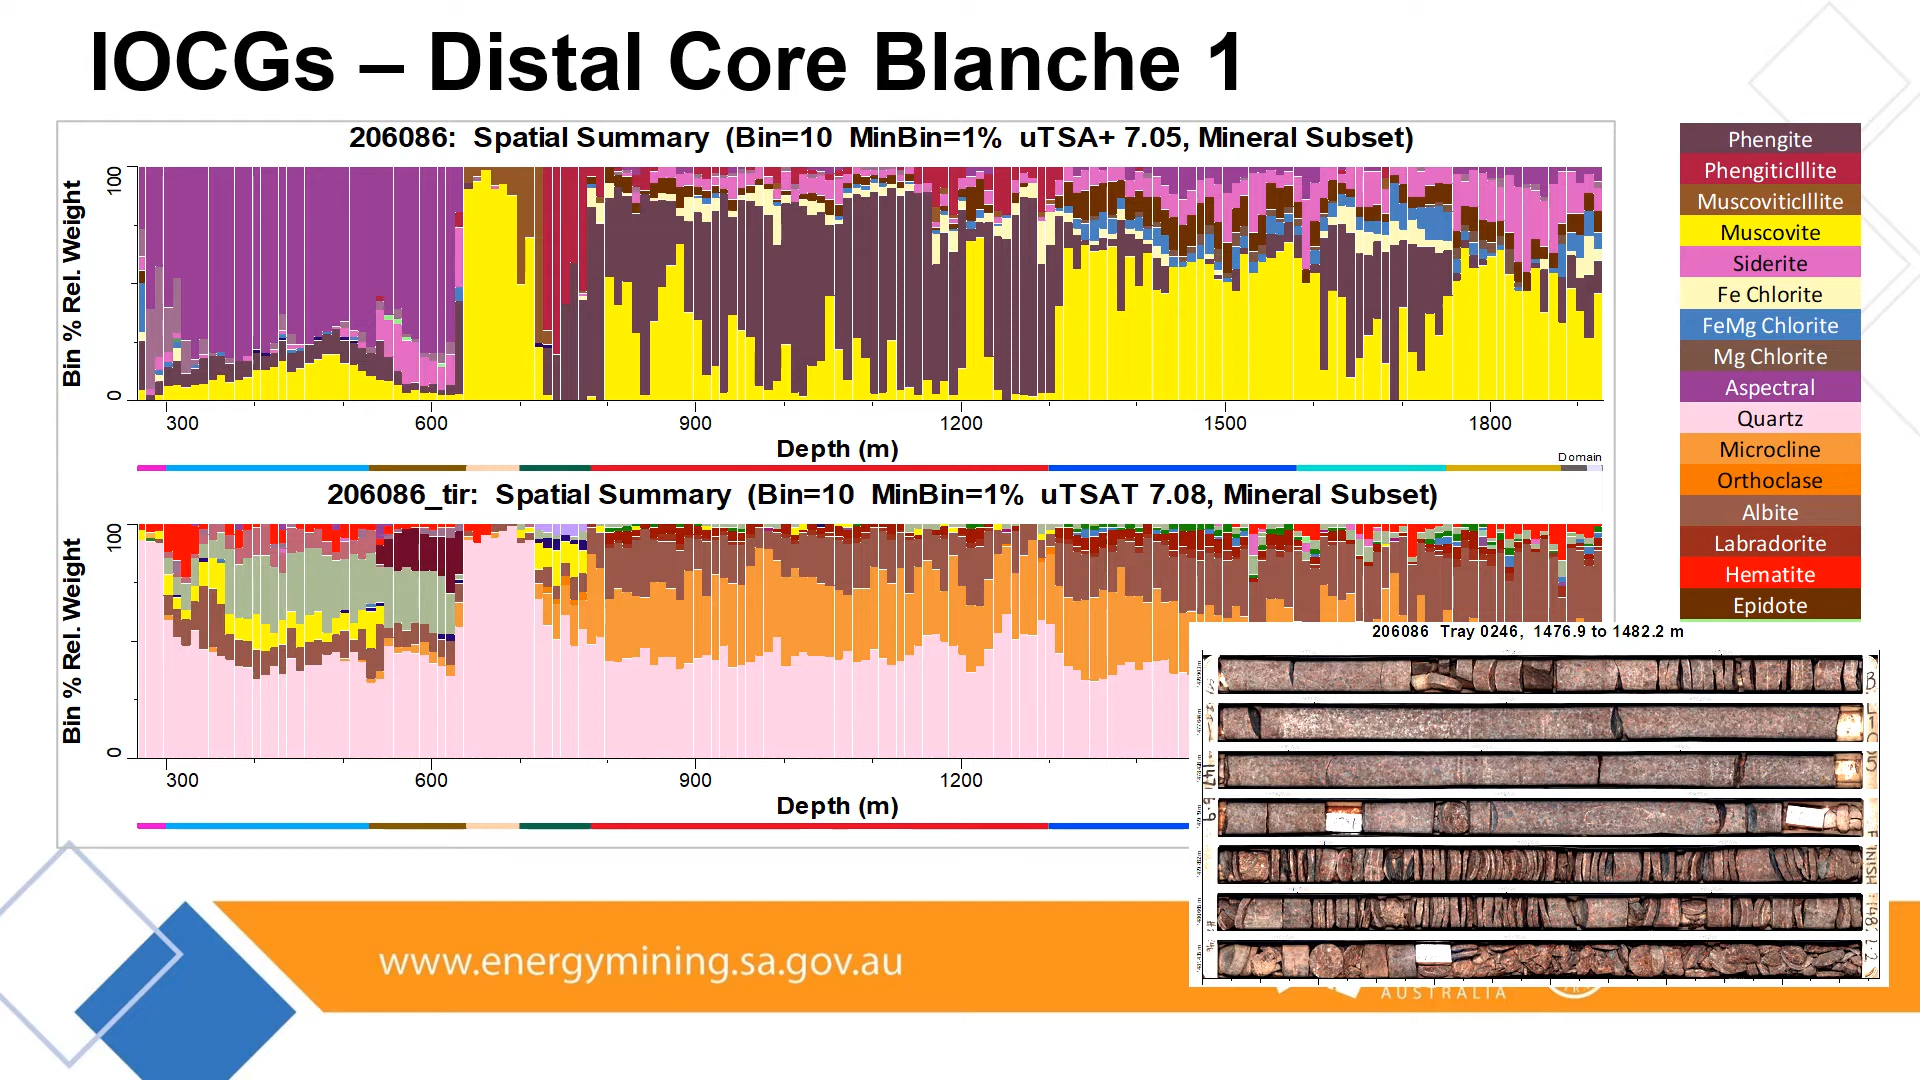 IOCGs – Distal Core Blanche 1
206086: Spatial Summary (Bin=10 MinBin=1% uTSA+ 7.05, Mineral Subset)
Bin % Rel. Weight
100
0
300 600 900 1200 1500 1800
Depth (m)
Domain
206086_tir: Spatial Summary (Bin=10 MinBin=1% uTSAT 7.08, Mineral Subset)
Bin % Rel. Weight
100
0
300 600 900 1200
Depth (m)
Phengite
PhengiticIllite
MuscoviticIllite
Muscovite
Siderite
Fe Chlorite
FeMg Chlorite
Mg Chlorite
Aspectral
Quartz
Microcline
Orthoclase
Albite
Labradorite
Hematite
Epidote
206086 Tray 0246, 1476.9 to 1482.2 m
FINISH
1482.2
www.energymining.sa.gov.au
AUSTRALIA